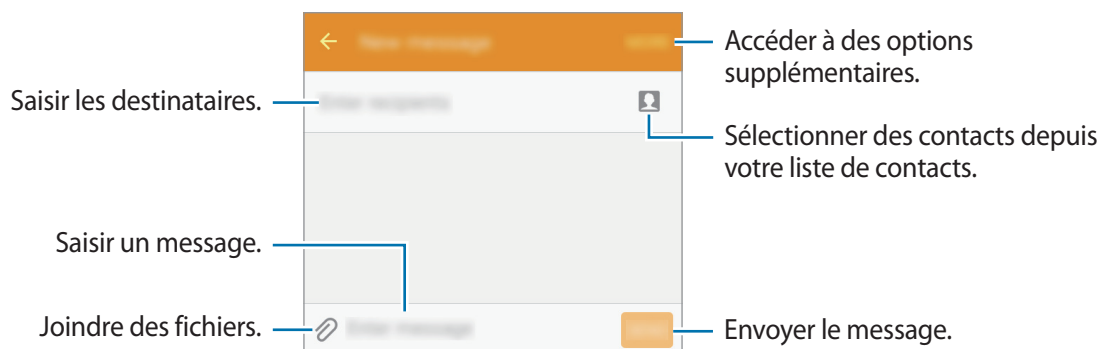 Accéder à des options
supplémentaires.
Saisir les destinataires.
Sélectionner des contacts depuis
votre liste de contacts.
Saisir un message.
Joindre des fichiers.
Envoyer le message.